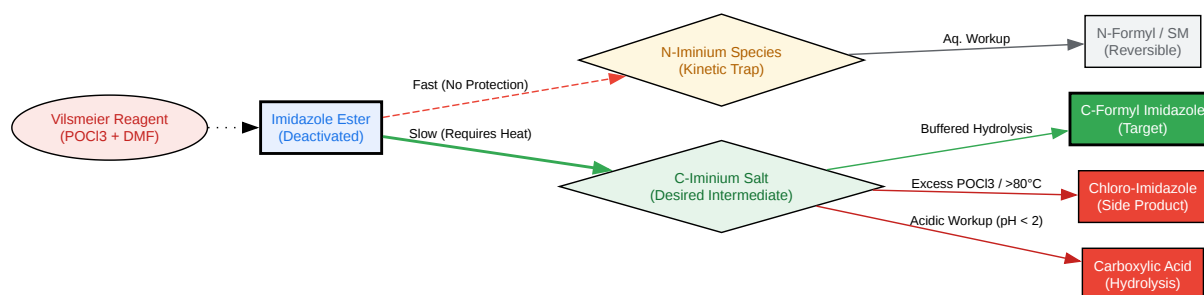 Vilsmeier Reagent
(POCl3 + DMF)
Imidazole Ester
(Deactivated)
Fast (No Protection)
Slow (Requires Heat)
N-Iminium Species
(Kinetic Trap)
C-Iminium Salt
(Desired Intermediate)
Aq. Workup
Buffered Hydrolysis
Excess POCl3 / >80°C
Acidic Workup (pH < 2)
N-Formyl / SM
(Reversible)
C-Formyl Imidazole
(Target)
Chloro-Imidazole
(Side Product)
Carboxylic Acid
(Hydrolysis)